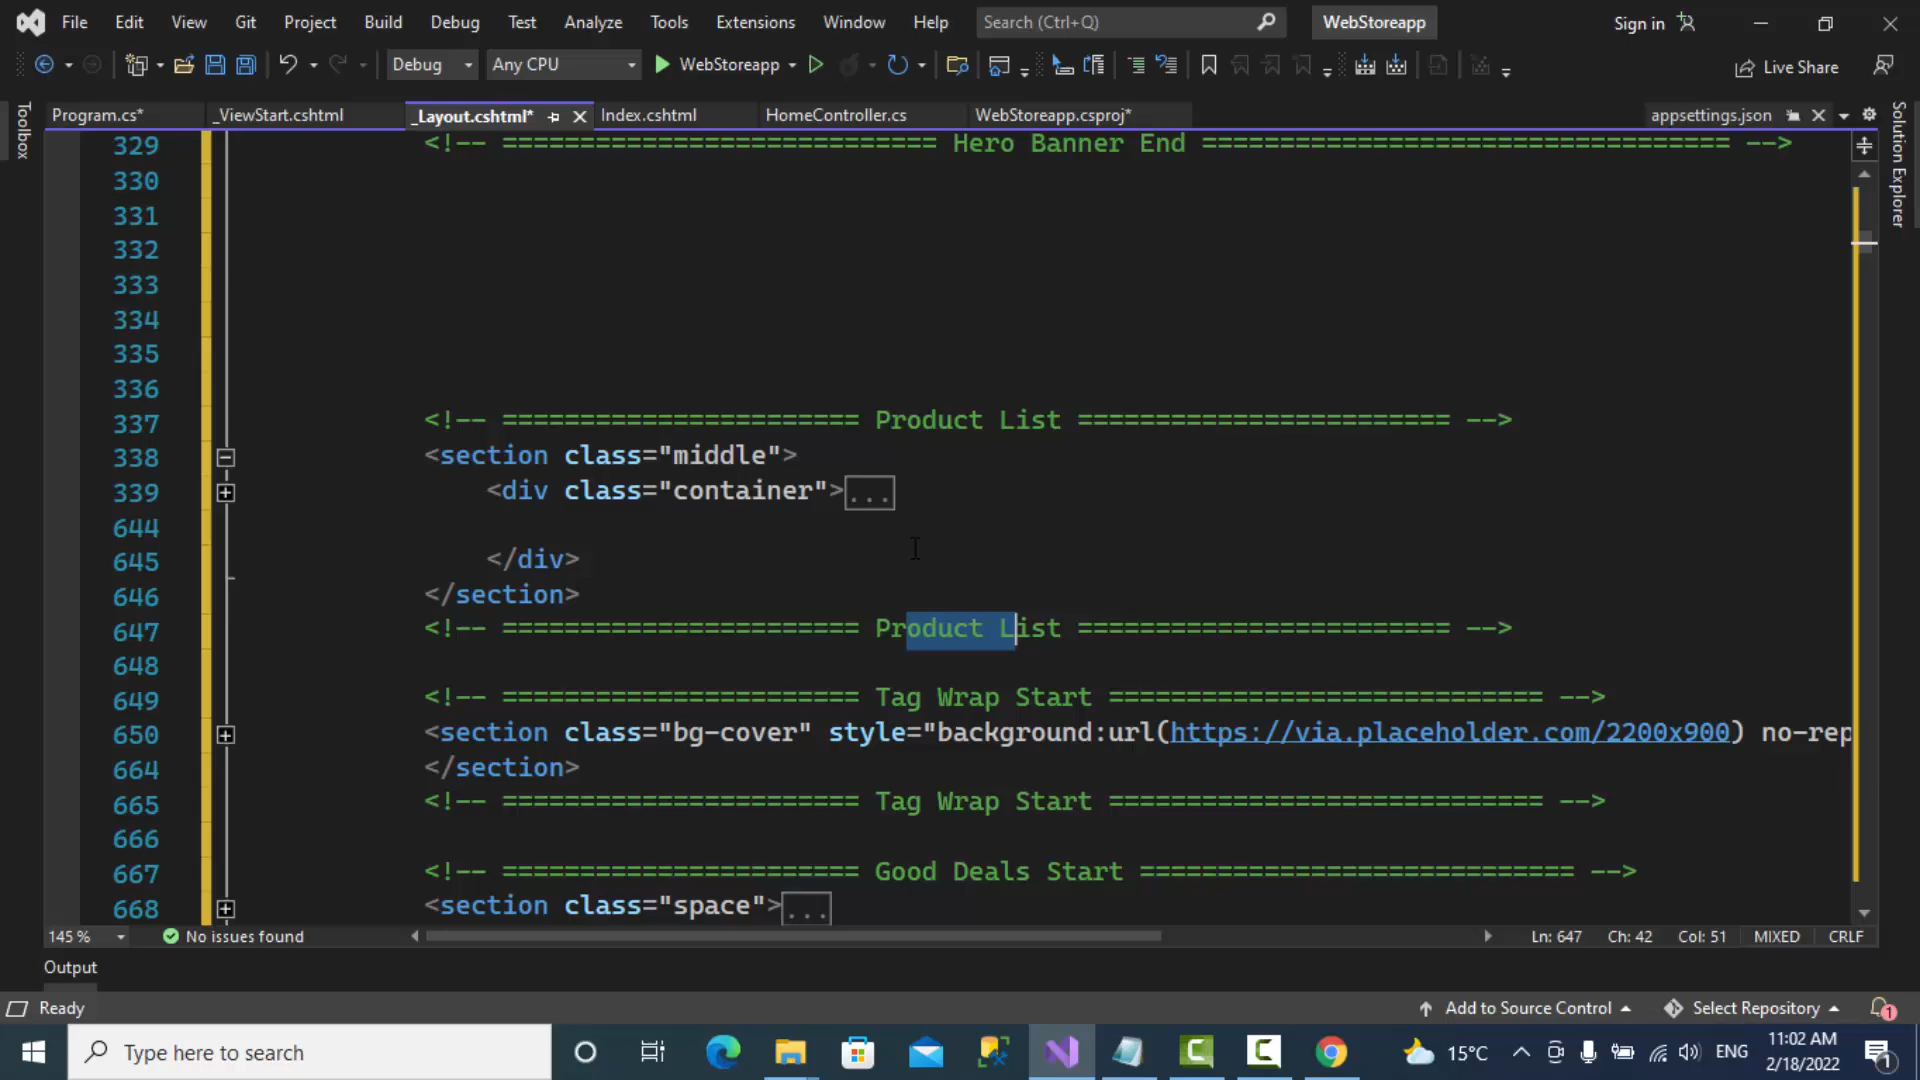 File Edit View Git Project Build Debug Test Analyze Tools Extensions Window Help Search (Ctrl+Q) WebStoreapp Sign in
Debug Any CPU WebStoreapp Live Share
Toolbox
Program.cs* _ViewStart.cshtml _Layout.cshtml* Index.cshtml HomeController.cs WebStoreapp.csproj* appsettings.json
Solution Explorer
329 <!-- ============================ Hero Banner End ================================== -->
330
331
332
333
334
335
336
337 <!-- ======================= Product List ======================== -->
338 <section class="middle">
339 <div class="container">...
644
645 </div>
646 </section>
647 <!-- ======================= Product List ======================== -->
648
649 <!-- ======================= Tag Wrap Start ============================ -->
650 <section class="bg-cover" style="background:url(https://via.placeholder.com/2200x900) no-rep
664 </section>
665 <!-- ======================= Tag Wrap Start ============================ -->
666
667 <!-- ======================= Good Deals Start ============================ -->
668 <section class="space">...
145 % No issues found Ln: 647 Ch: 42 Col: 51 MIXED CRLF
Output
Ready Add to Source Control Select Repository 1
Type here to search 15°C ENG 11:02 AM
2/18/2022 1